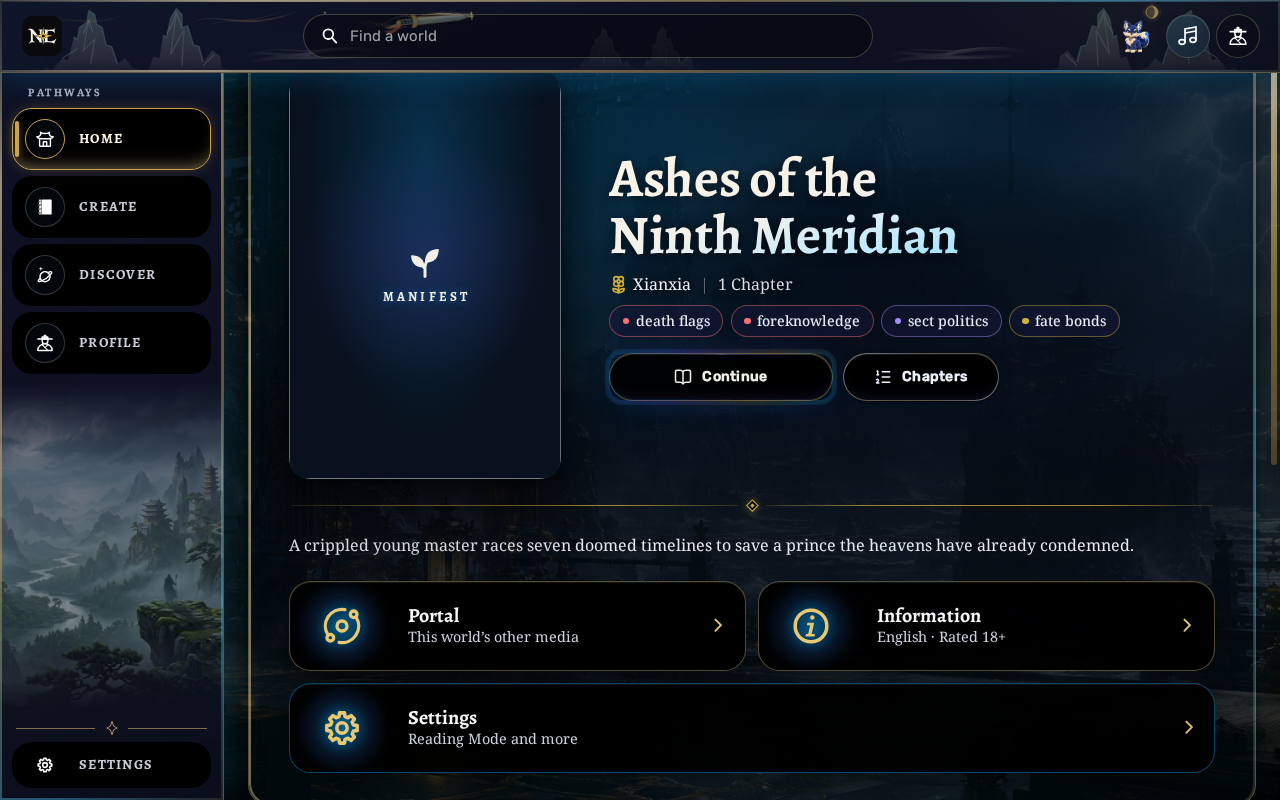 NE
Find a world
PATHWAYS
HOME
CREATE
DISCOVER
PROFILE
SETTINGS
MANIFEST
Ashes of the
Ninth Meridian
Xianxia | 1 Chapter
death flags
foreknowledge
sect politics
fate bonds
Continue
Chapters
A crippled young master races seven doomed timelines to save a prince the heavens have already condemned.
Portal
This world’s other media
Information
English · Rated 18+
Settings
Reading Mode and more